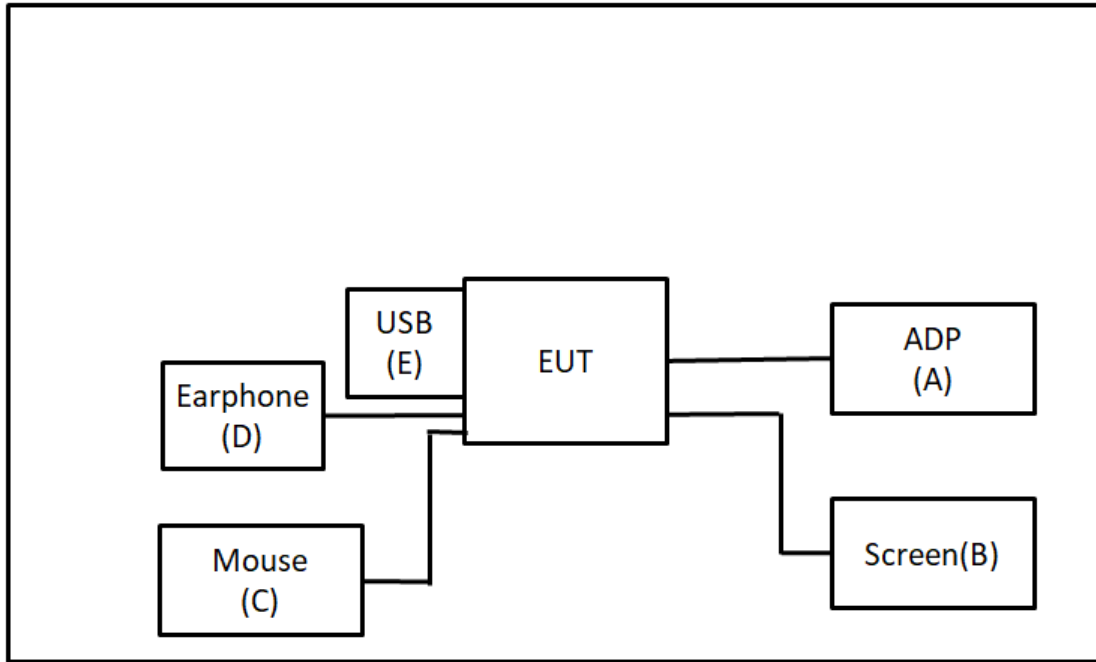 USB
(E)
EUT
ADP
(A)
Earphone
(D)
Mouse
(C)
Screen(B)